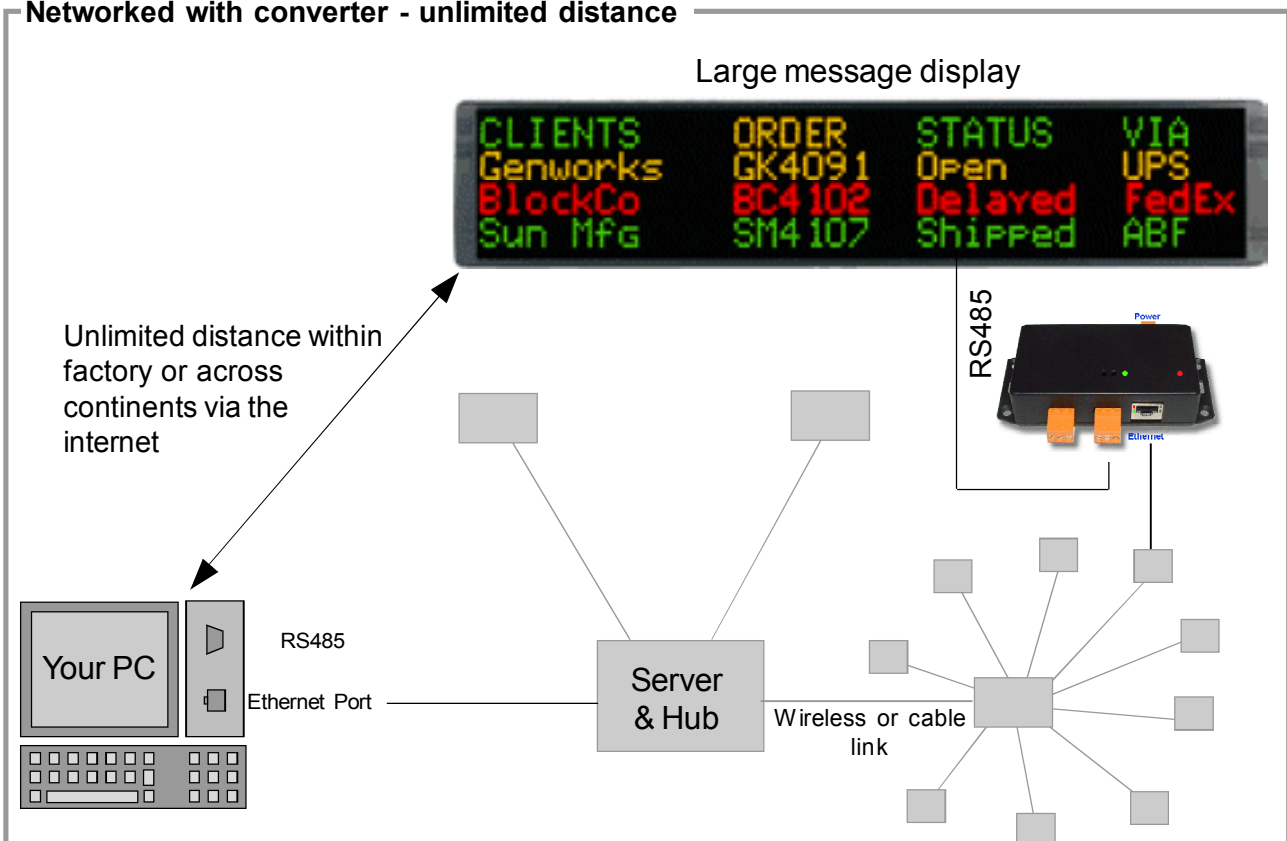 Networked with converter - unlimited distance
Large message display
CLIENTS ORDER STATUS VIA
Genworks GK4091 Open UPS
BlockCo BC4102 Delayed FedEx
Sun Mfg SM4107 Shipped ABF
Unlimited distance within
factory or across
continents via the
internet
RS485
Power
Ethernet
Your PC
RS485
Ethernet Port
Server
& Hub
Wireless or cable
link